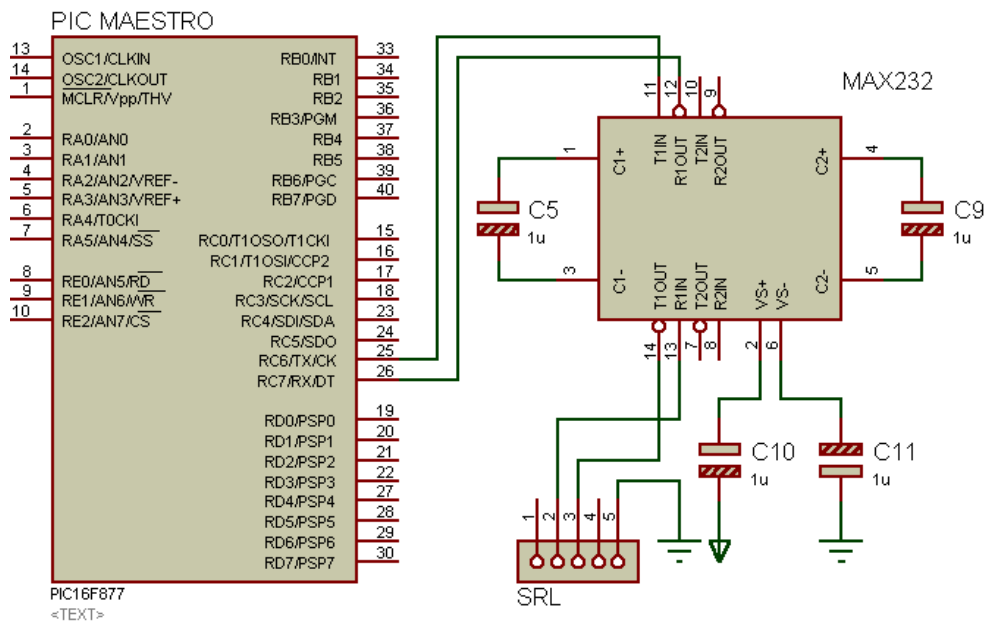 PIC MAESTRO
13 OSC1/CLKIN
14 OSC2/CLKOUT
1 MCLR/Vpp/THV
2 RA0/AN0
3 RA1/AN1
4 RA2/AN2/VREF-
5 RA3/AN3/VREF+
6 RA4/T0CKI
7 RA5/AN4/SS
8 RE0/AN5/RD
9 RE1/AN6/WR
10 RE2/AN7/CS
RB0/INT 33
RB1 34
RB2 35
RB3/PGM 36
RB4 37
RB5 38
RB6/PGC 39
RB7/PGD 40
RC0/T1OSO/T1CKI 15
RC1/T1OSI/CCP2 16
RC2/CCP1 17
RC3/SCK/SCL 18
RC4/SDI/SDA 23
RC5/SDO 24
RC6/TX/CK 25
RC7/RX/DT 26
RD0/PSP0 19
RD1/PSP1 20
RD2/PSP2 21
RD3/PSP3 22
RD4/PSP4 27
RD5/PSP5 28
RD6/PSP6 29
RD7/PSP7 30
PIC16F877
<TEXT>
MAX232
11 12 10 9
T1IN R1OUT T2IN R2OUT
1 C1+
C2+ 4
C5
1u
C9
1u
3 C1-
C2- 5
T1OUT R1IN T2OUT R2IN VS+ VS-
14 13 7 8 2 6
C10
1u
C11
1u
1 2 3 4 5
SRL